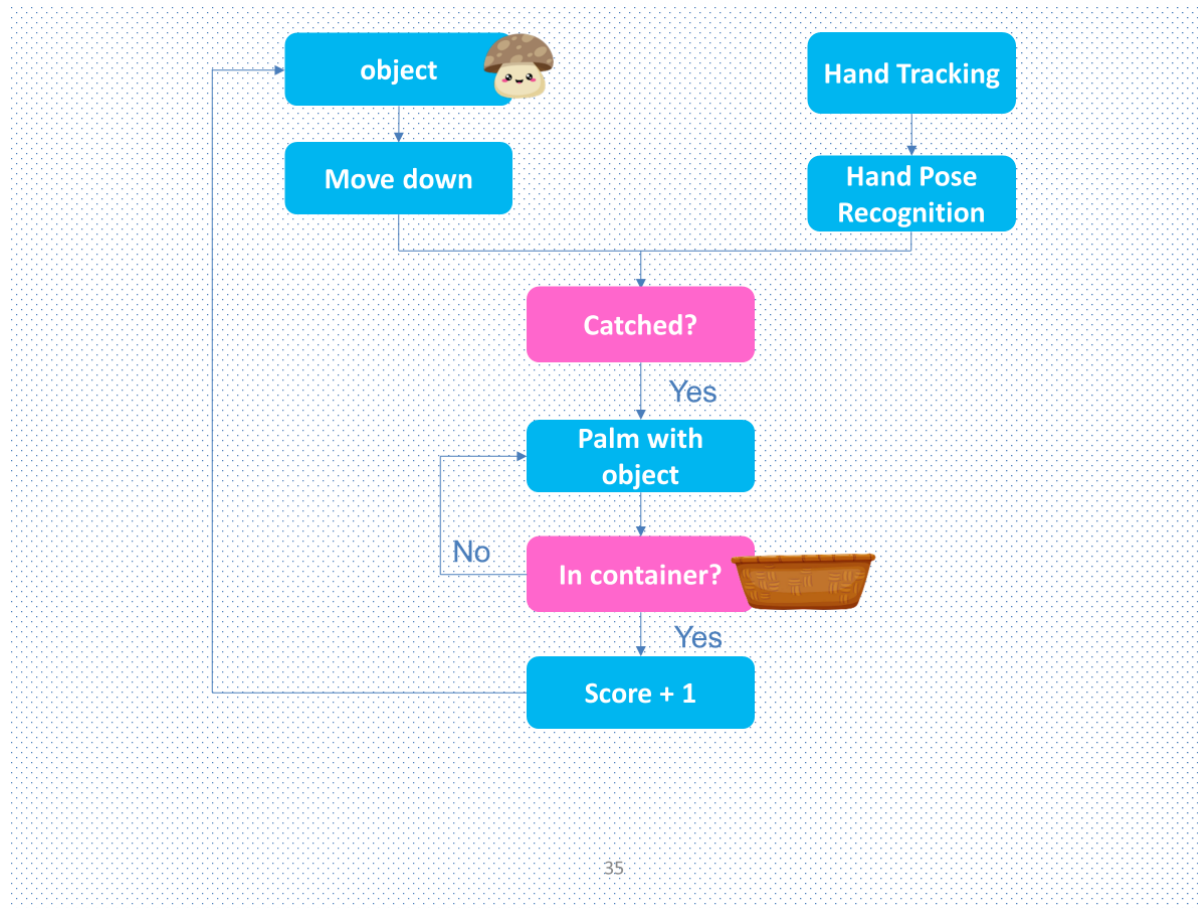 object
Hand Tracking
Move down
Hand Pose
Recognition
Catched?
Yes
Palm with
object
No
In container?
Yes
Score + 1
35